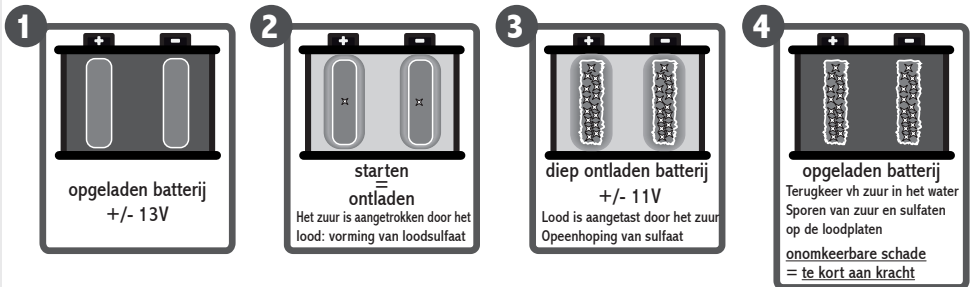 1
+ -
opgeladen batterij
+/- 13V
2
+ -
starten
=
ontladen
Het zuur is aangetrokken door het
lood: vorming van loodsulfaat
3
+ -
diep ontladen batterij
+/- 11V
Lood is aangetast door het zuur
Opeenhoping van sulfaat
4
+ -
opgeladen batterij
Terugkeer vh zuur in het water
Sporen van zuur en sulfaten
op de loodplaten
onomkeerbare schade
= te kort aan kracht